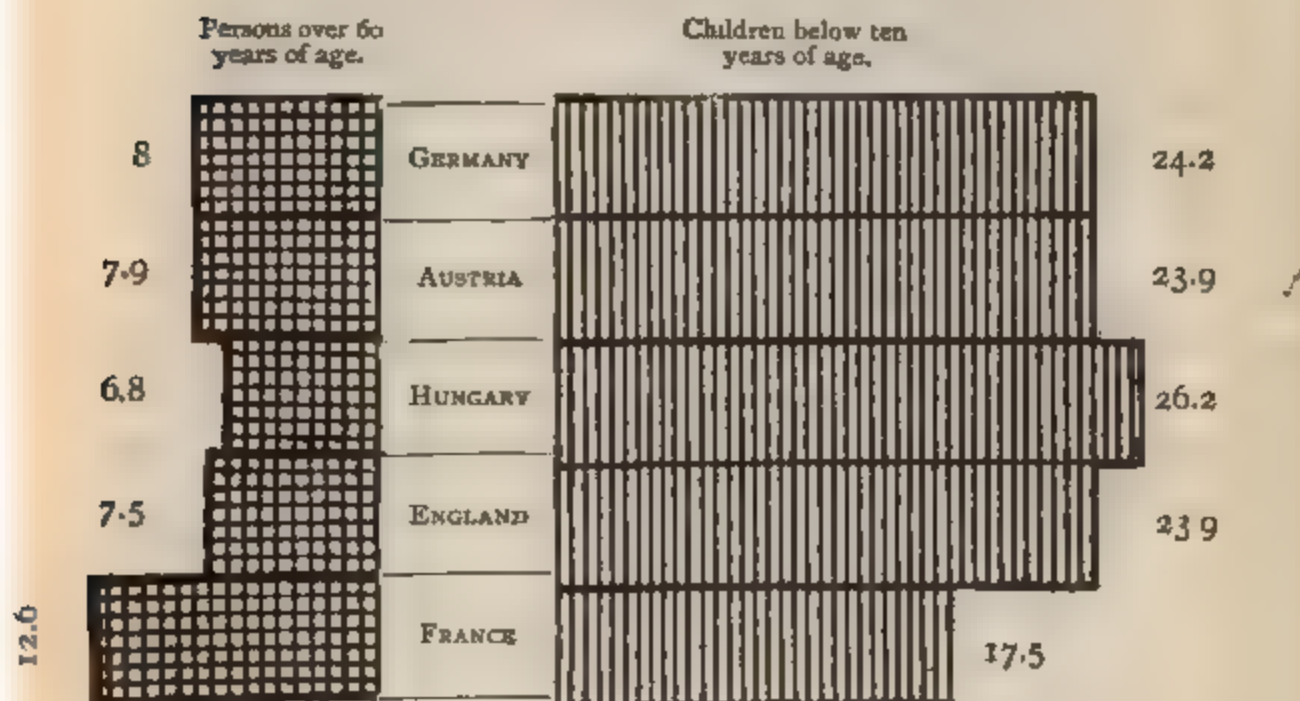 Persons over 60
years of age.
Children below ten
years of age.
8 GERMANY 24.2
7.9 AUSTRIA 23.9
6.8 HUNGARY 26.2
7.5 ENGLAND 23 9
12.6 FRANCE 17.5